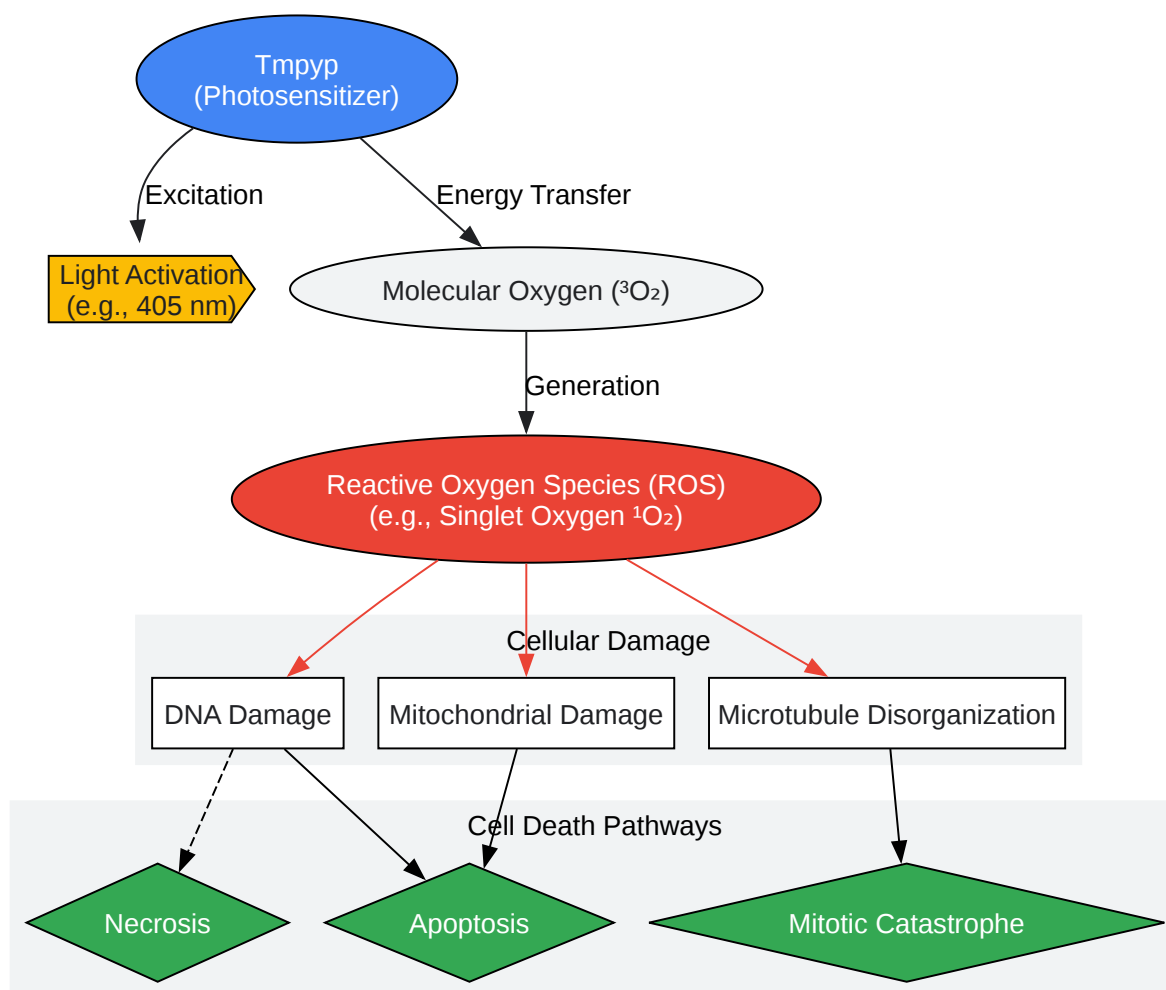 Tmpyp
(Photosensitizer)
Excitation
Energy Transfer
Light Activation
(e.g., 405 nm)
Molecular Oxygen (³O₂)
Generation
Reactive Oxygen Species (ROS)
(e.g., Singlet Oxygen ¹O₂)
Cellular Damage
DNA Damage
Mitochondrial Damage
Microtubule Disorganization
Cell Death Pathways
Necrosis
Apoptosis
Mitotic Catastrophe